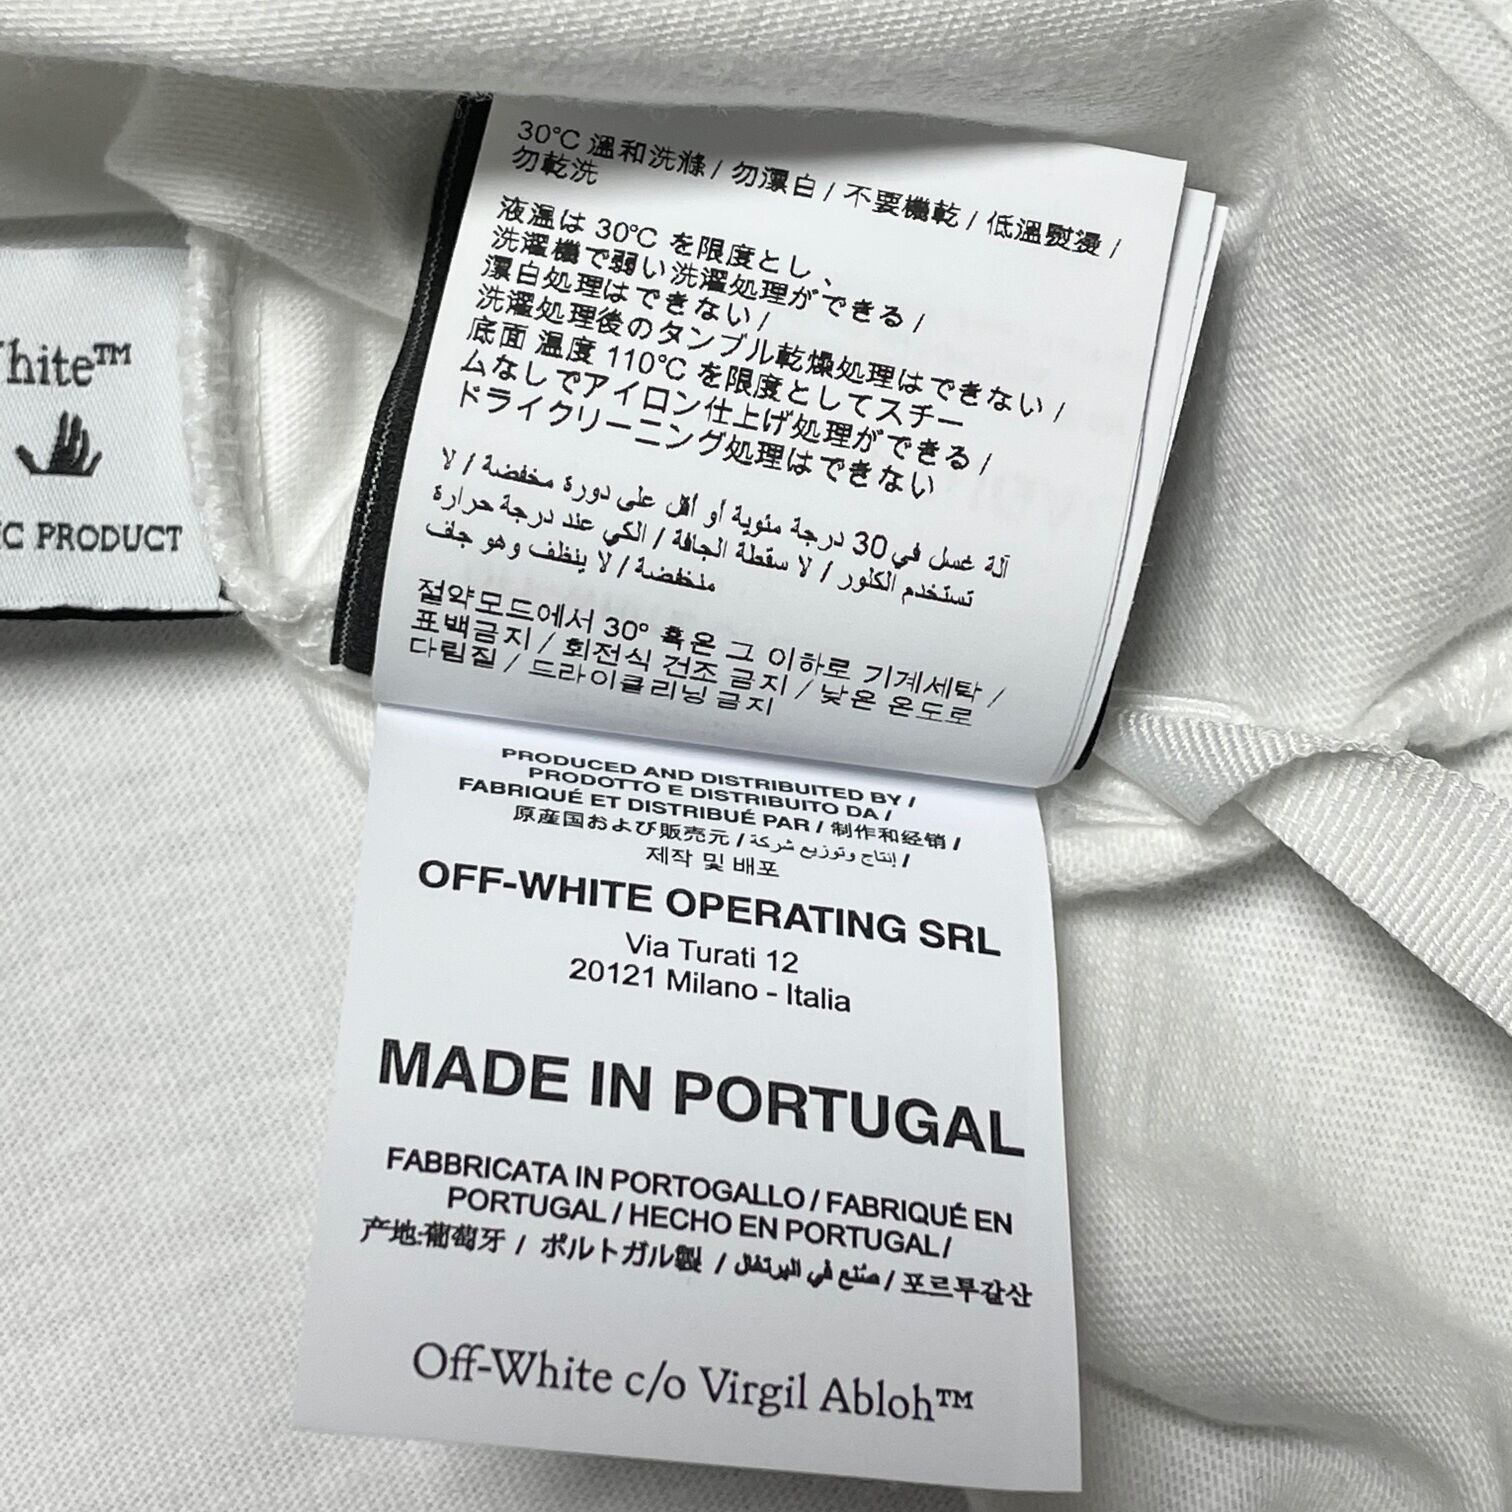 30°C 溫和洗滌 / 勿漂白 / 不要機乾 / 低溫熨燙 /
勿乾洗
液温は 30°C を限度とし、
洗濯機で弱い洗濯処理ができる /
漂白処理はできない /
洗濯処理後のタンブル乾燥処理はできない /
底面 温度 110°C を限度としてスチー
ムなしでアイロン仕上げ処理ができる /
ドライクリーニング処理はできない
آلة غسل في 30 درجة مئوية أو أقل على دورة مخفضة / لا
تستخدم الكلور / لا سقطة الجافة / الكي عند درجة حرارة
منخفضة / لا ينظف وهو جاف
절약모드에서 30° 혹은 그 이하로 기계세탁 /
표백금지 / 회전식 건조 금지 / 낮은 온도로
다림질 / 드라이클리닝금지
hite™
IC PRODUCT
PRODUCED AND DISTRIBUITED BY /
PRODOTTO E DISTRIBUITO DA /
FABRIQUÉ ET DISTRIBUÉ PAR / 制作和经销 /
原産国および販売元 / إنتاج وتوزيع شركة /
제작 및 배포
OFF-WHITE OPERATING SRL
Via Turati 12
20121 Milano - Italia
MADE IN PORTUGAL
FABBRICATA IN PORTOGALLO / FABRIQUÉ EN
PORTUGAL / HECHO EN PORTUGAL/
产地:葡萄牙 / ポルトガル製 / صنع في البرتغال / 포르투갈산
Off-White c/o Virgil Abloh™